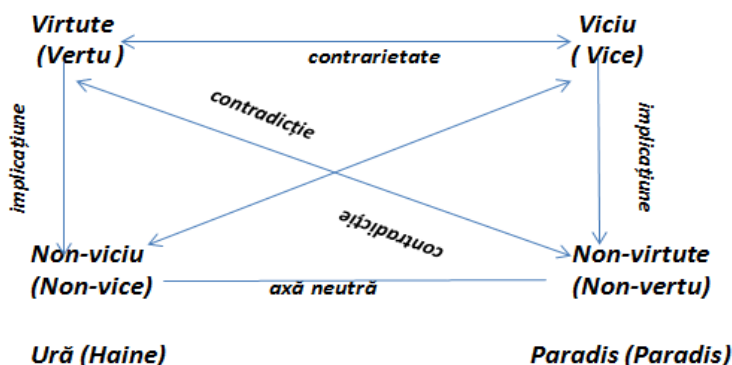 Virtute
(Vertu )
Viciu
( Vice)
contrarietate
contradicție
implicațiune
implicațiune
contradicție
Non-viciu
(Non-vice)
axă neutră
Non-virtute
(Non-vertu)
Ură (Haine)
Paradis (Paradis)